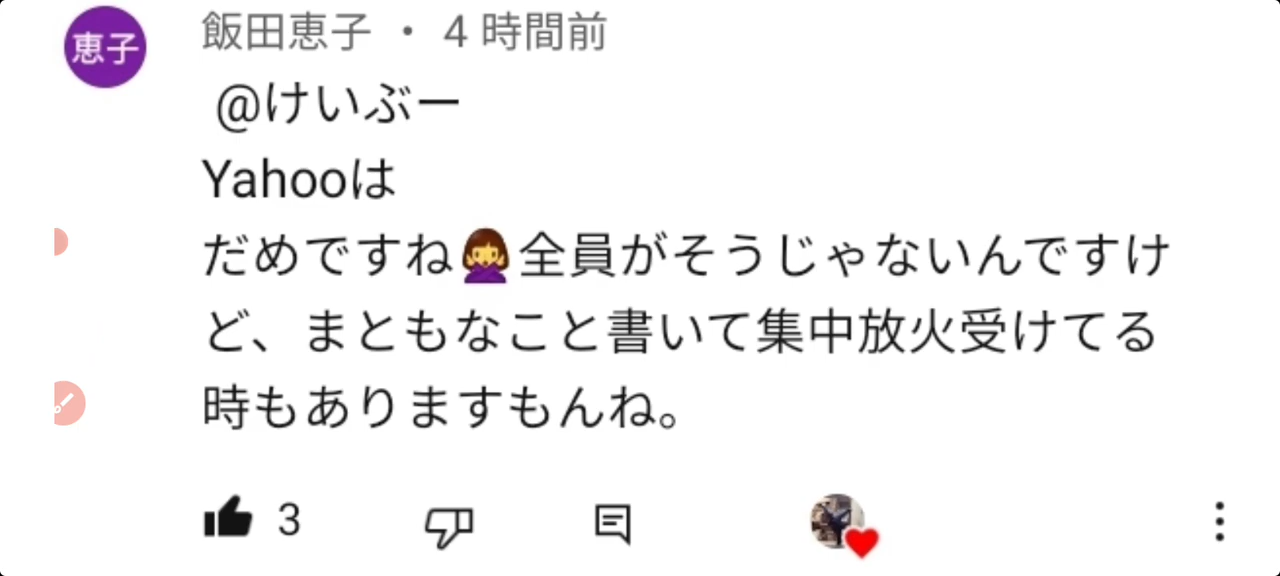 恵子
飯田恵子 ・ 4 時間前
@けいぶー
Yahooは
だめですね🙇‍♀️全員がそうじゃないんですけ
ど、まともなこと書いて集中放火受けてる
時もありますもんね。
3